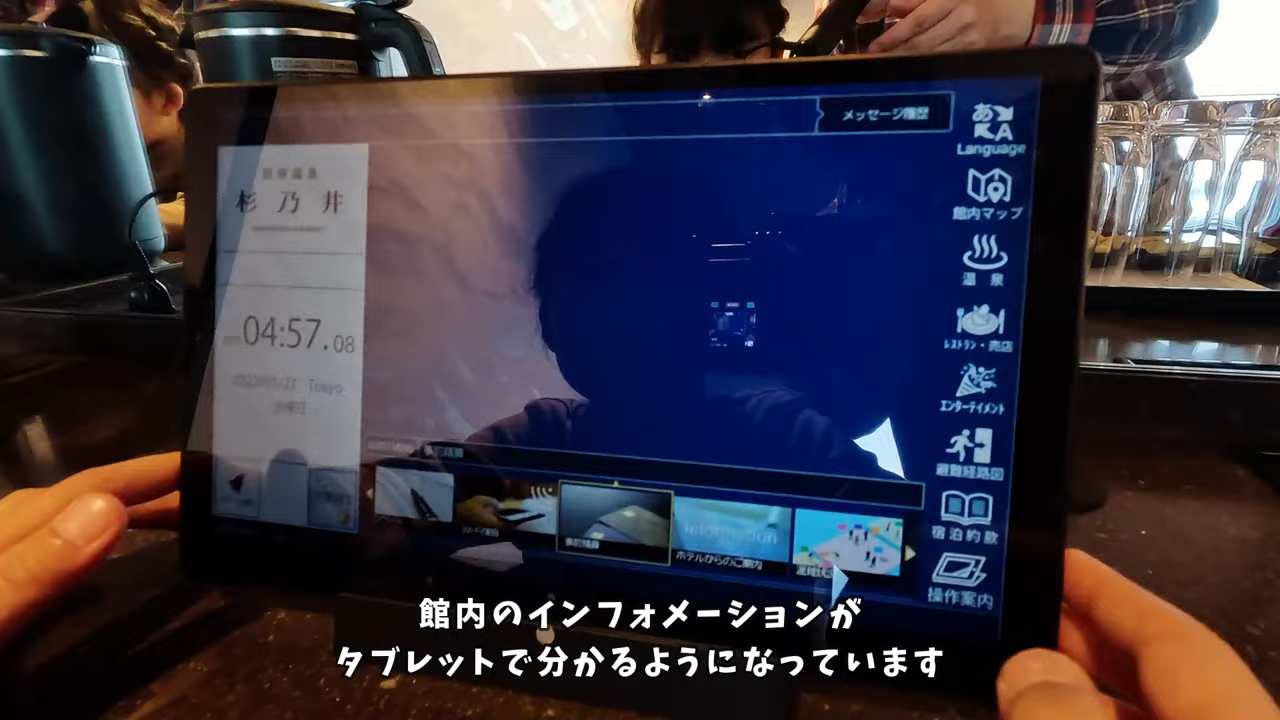 メッセージ履歴
あA
Language
館内マップ
温泉
レストラン・売店
エンターテイメント
避難経路図
宿泊約款
操作案内
杉乃井
04:57.08
Tokyo
Information
ホテルからのご案内
館内のインフォメーションが
タブレットで分かるようになっています